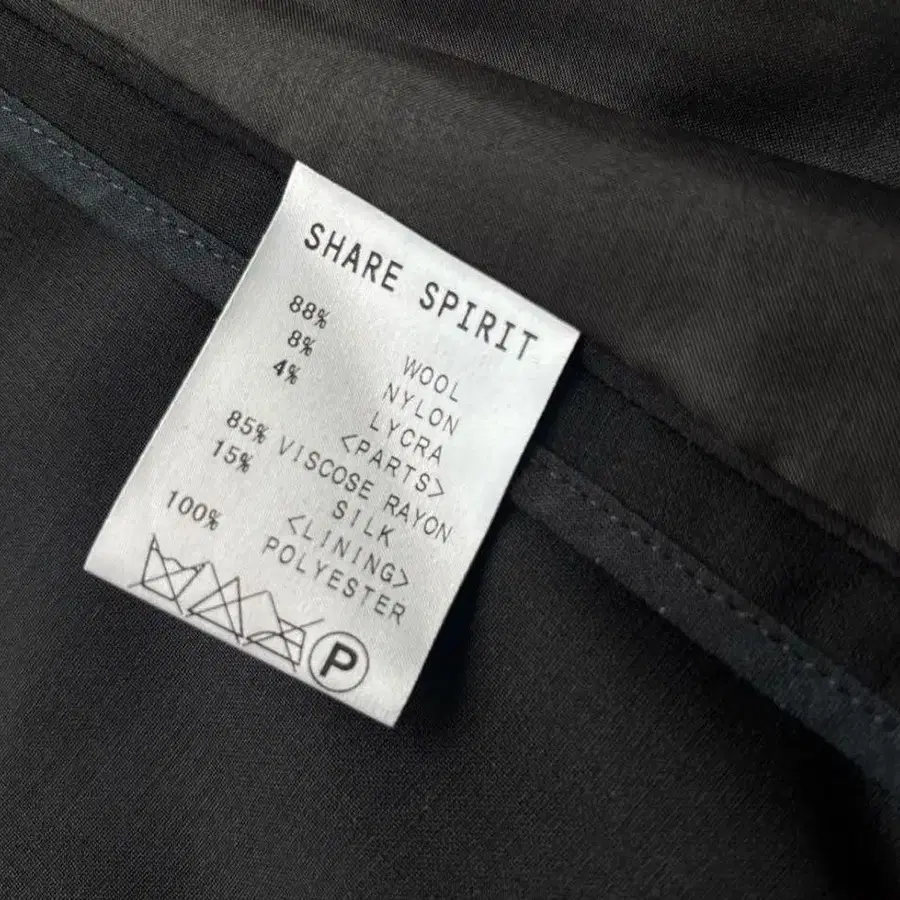 SHARE SPIRIT
88% WOOL
8% NYLON
4% LYCRA
<PARTS>
85% VISCOSE RAYON
15% SILK
<LINING>
100% POLYESTER
P